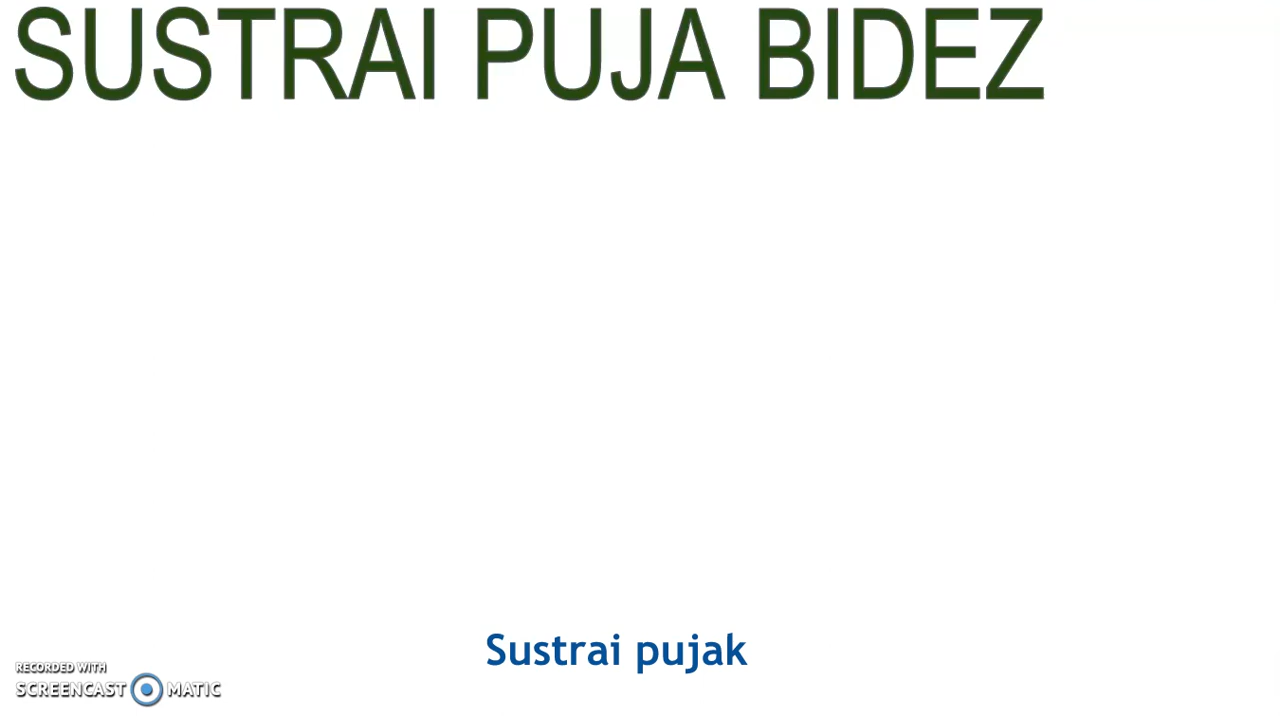 SUSTRAI PUJA BIDEZ
Sustrai pujak
RECORDED WITH
SCREENCAST MATIC